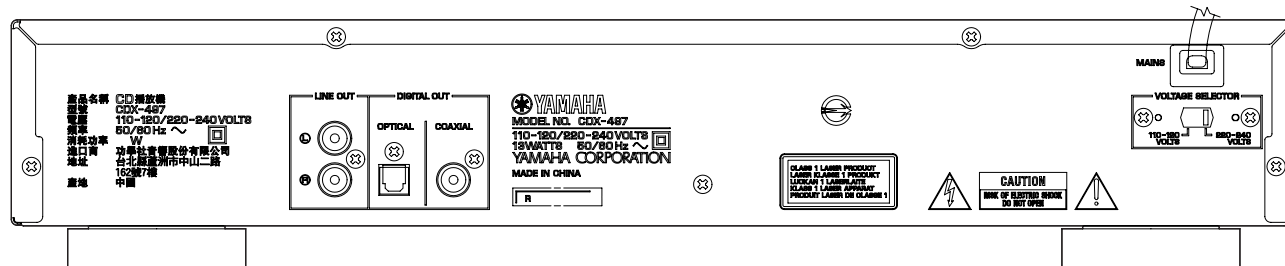 產品名稱 CD播放機
型號 CDX-497
電壓 110-120/220-240VOLTS
頻率 50/60Hz ～
消耗功率 W
進口商 功學社音響股份有限公司
地址 台北縣蘆洲市中山二路
162號7樓
產地 中國
LINE OUT
L
R
DIGITAL OUT
OPTICAL
COAXIAL
YAMAHA
MODEL NO. CDX-497
110-120/220-240VOLTS
13WATTS 50/60Hz ～
YAMAHA CORPORATION
MADE IN CHINA
R
CLASS 1 LASER PRODUCT
LASER KLASSE 1 PRODUKT
LUOKAN 1 LASERLAITE
KLASS 1 LASER APPARAT
PRODUIT LASER DE CLASSE 1
CAUTION
RISK OF ELECTRIC SHOCK
DO NOT OPEN
MAINS
VOLTAGE SELECTOR
110-120
VOLTS
220-240
VOLTS